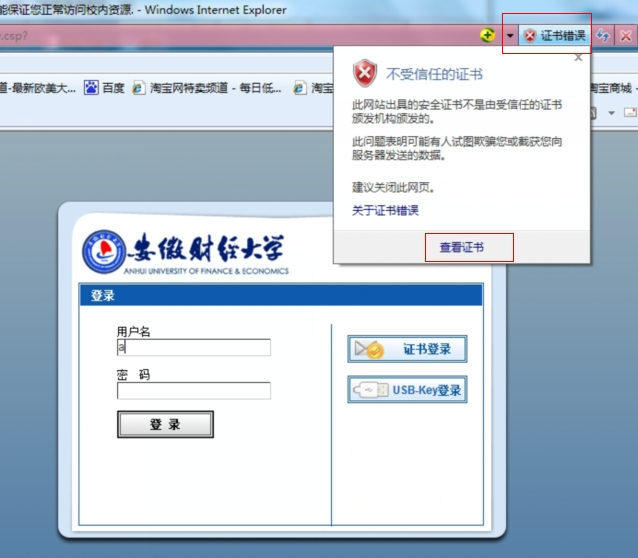 能保证您正常访问校内资源. - Windows Internet Explorer
.csp?
证书错误
道-最新欧美大... 百度 淘宝网特卖频道 - 每日低... 淘宝
宝商城 -
不受信任的证书
此网站出具的安全证书不是由受信任的证书
颁发机构颁发的。
此问题表明可能有人试图欺骗您或截获您向
服务器发送的数据。
建议关闭此网页。
关于证书错误
查看证书
安徽财经大学
ANHUI UNIVERSITY OF FINANCE & ECONOMICS
登录
用户名
a
证书登录
密 码
USB-Key登录
登 录